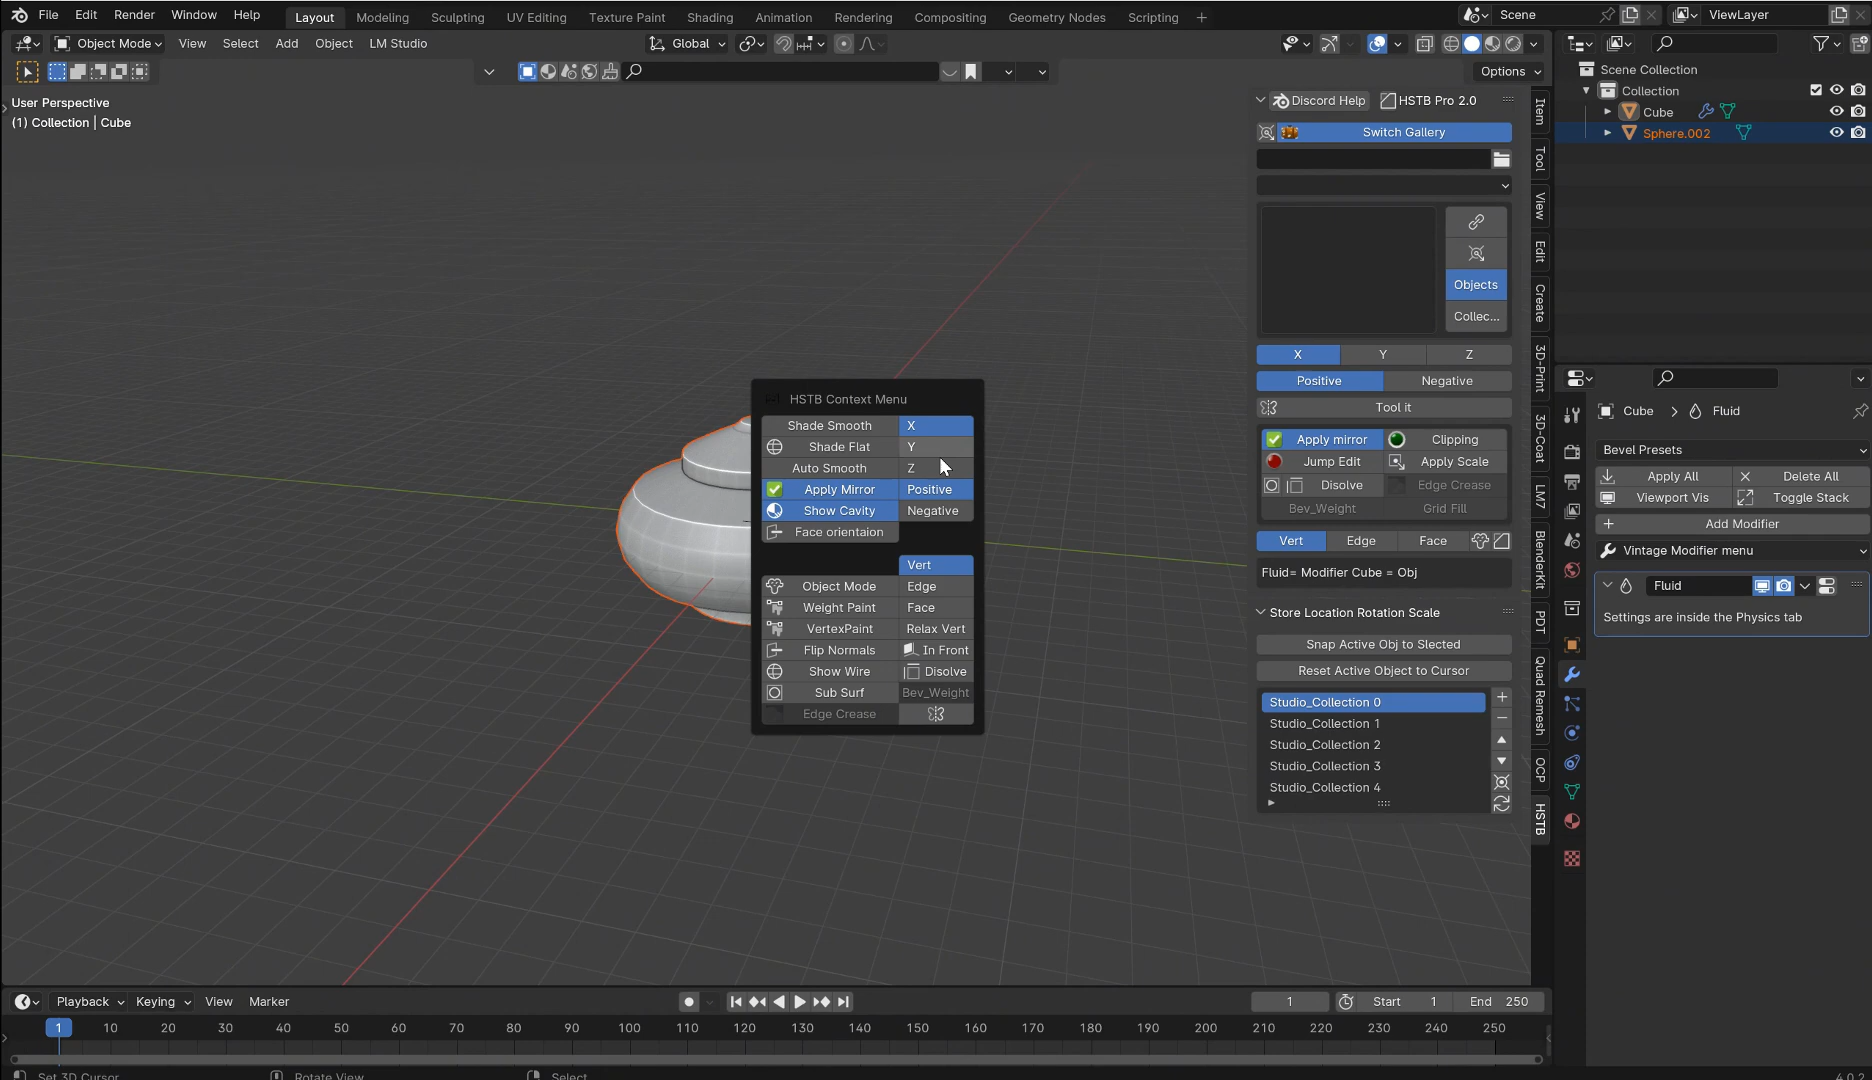 File Edit Render Window Help Layout Modeling Sculpting UV Editing Texture Paint Shading Animation Rendering Compositing Geometry Nodes Scripting + Scene ViewLayer
Object Mode View Select Add Object LM Studio Global
Options
User Perspective
(1) Collection | Cube
HSTB Context Menu
Shade Smooth X
Shade Flat Y
Auto Smooth Z
Apply Mirror Positive
Show Cavity Negative
Face orientaion
Vert
Object Mode Edge
Weight Paint Face
VertexPaint Relax Vert
Flip Normals In Front
Show Wire Disolve
Sub Surf Bev_Weight
Edge Crease
Discord Help HSTB Pro 2.0
Switch Gallery
Objects
Collec...
X Y Z
Positive Negative
Tool it
Apply mirror Clipping
Jump Edit Apply Scale
Disolve Edge Crease
Bev_Weight Grid Fill
Vert Edge Face
Fluid= Modifier Cube = Obj
Store Location Rotation Scale
Snap Active Obj to Slected
Reset Active Object to Cursor
Studio_Collection 0
Studio_Collection 1
Studio_Collection 2
Studio_Collection 3
Studio_Collection 4
Item
Tool
View
Edit
Create
3D-Print
3D-Coat
LM7
BlenderKit
PDT
Quad Remesh
OCP
HSTB
Scene Collection
Collection
Cube
Sphere.002
Cube > Fluid
Bevel Presets
Apply All Delete All
Viewport Vis Toggle Stack
Add Modifier
Vintage Modifier menu
Fluid
Settings are inside the Physics tab
Playback Keying View Marker 1 Start 1 End 250
1 10 20 30 40 50 60 70 80 90 100 110 120 130 140 150 160 170 180 190 200 210 220 230 240 250
Set 3D Cursor Rotate View Select 4.0.2